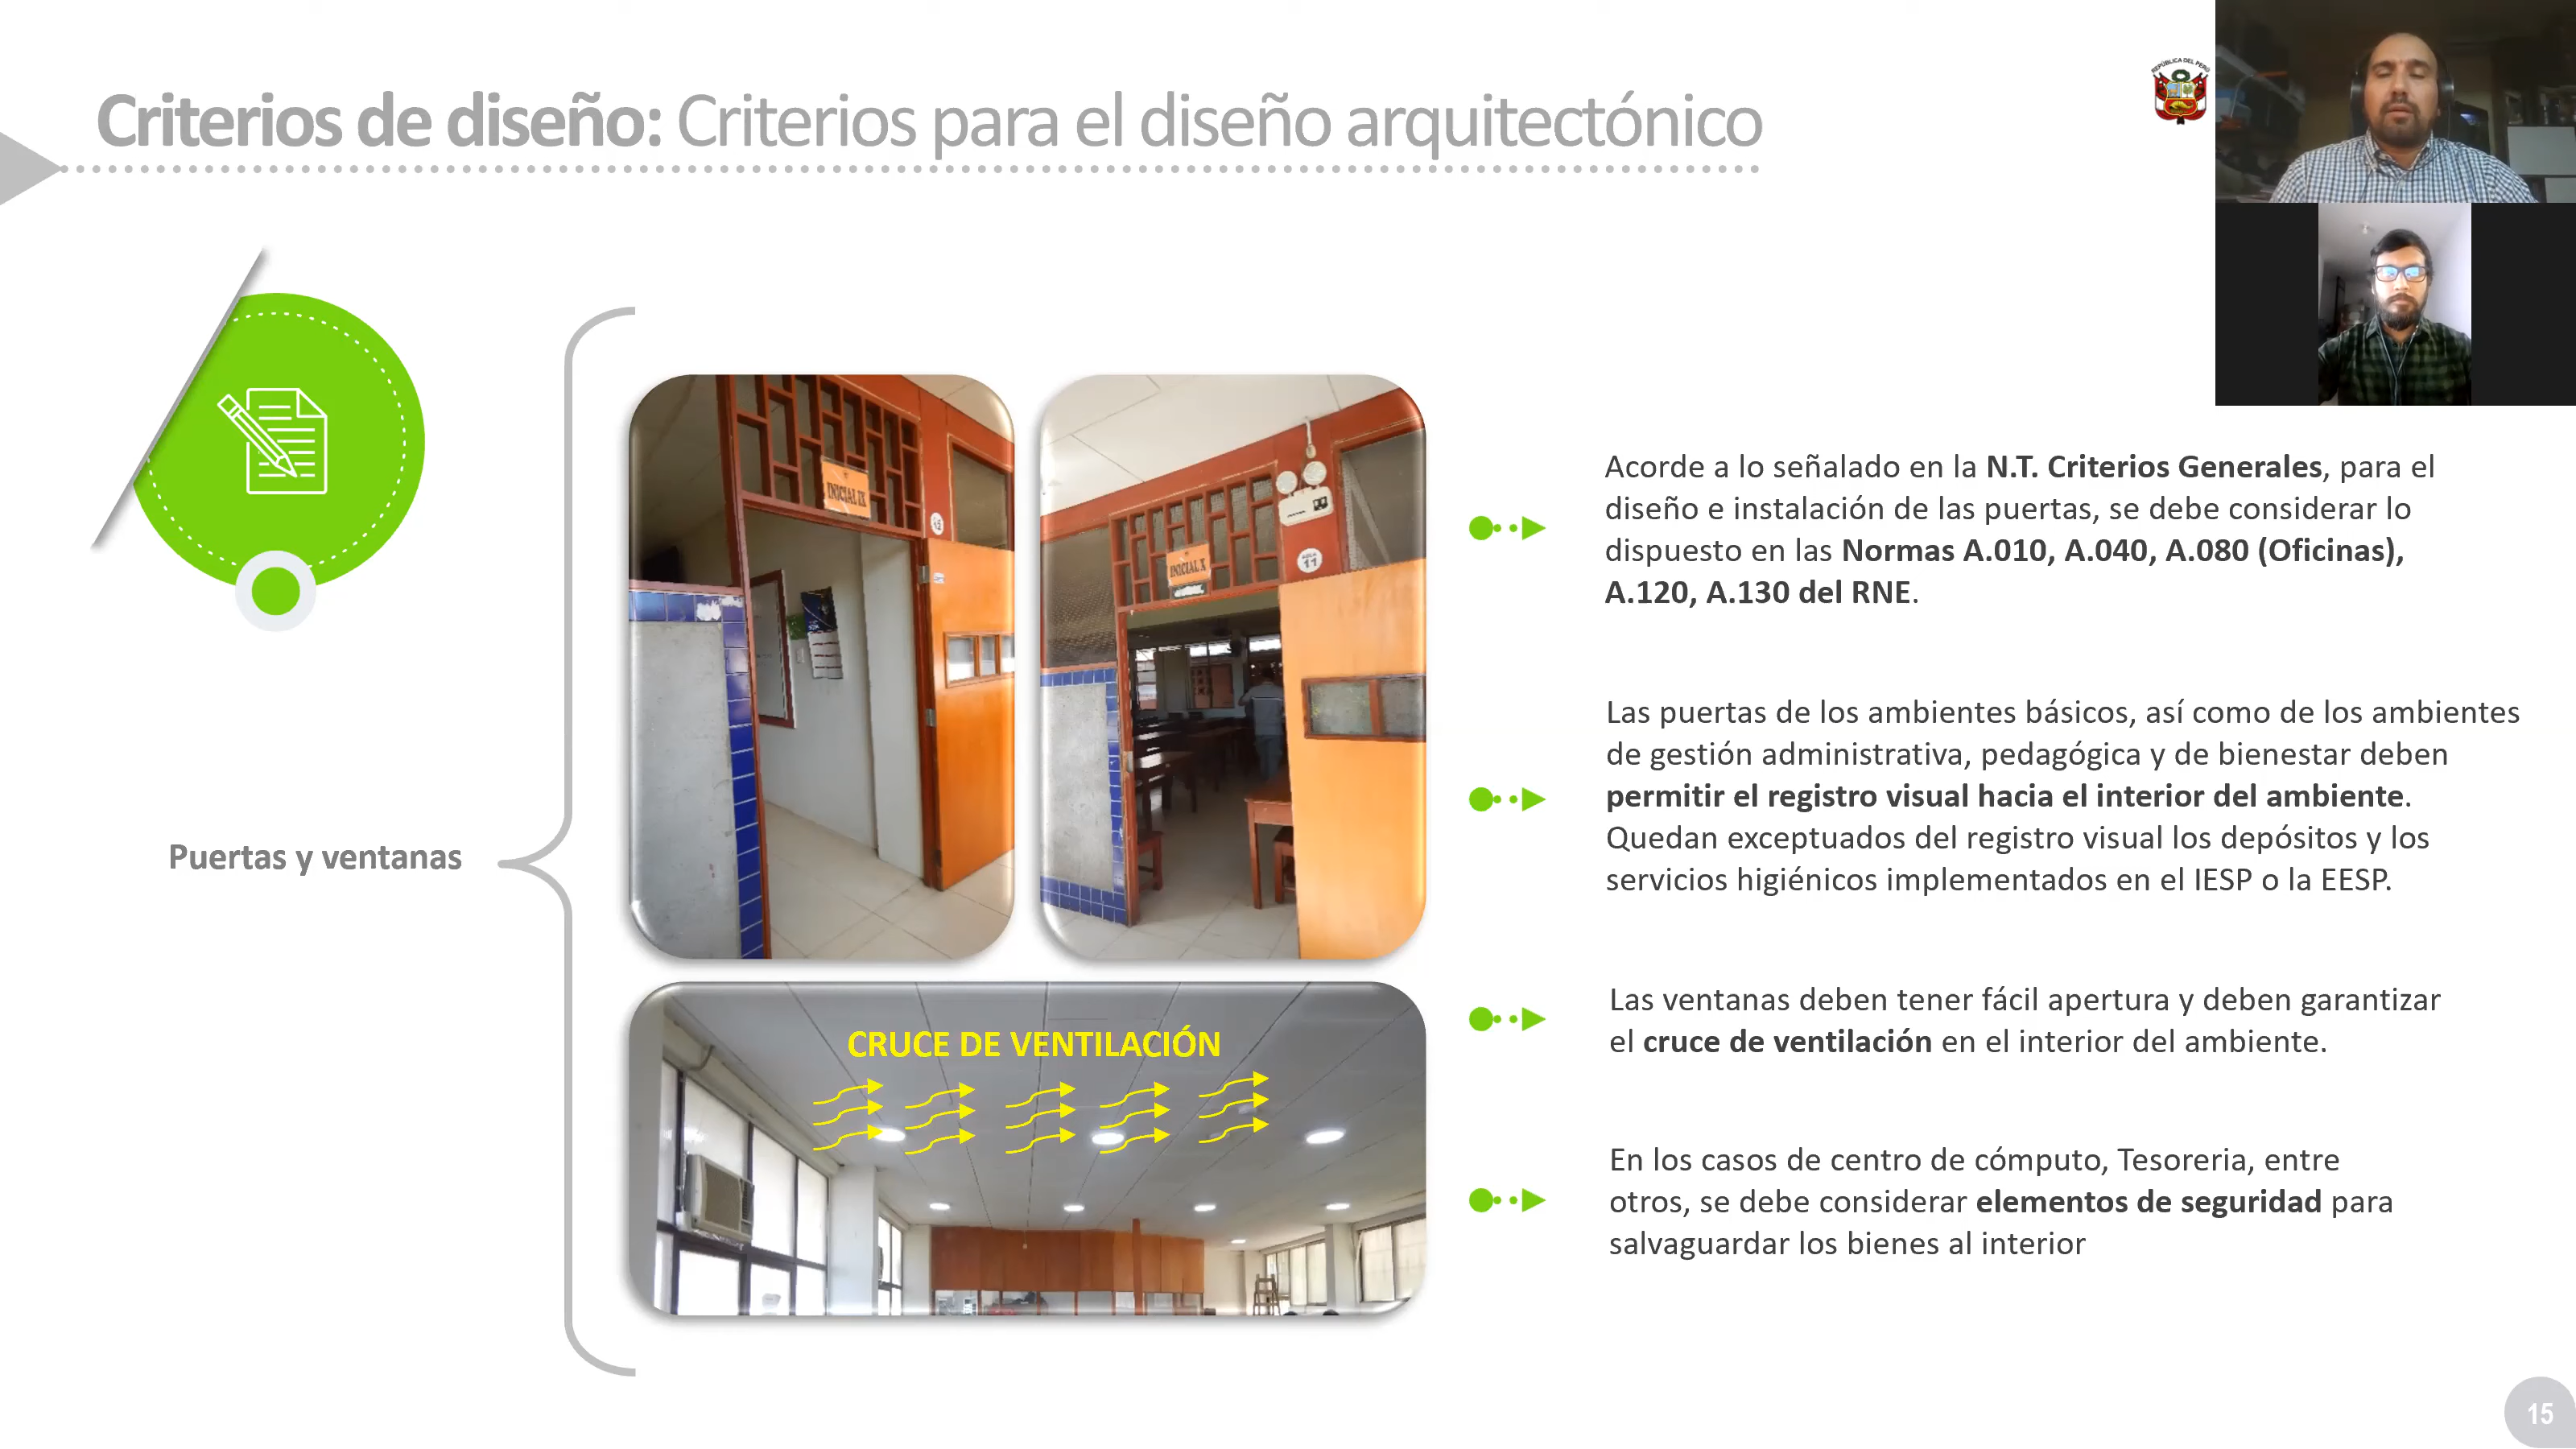 Criterios de diseño: Criterios para el diseño arquitectónico
REPÚBLICA DEL PERÚ
Puertas y ventanas
INICIAL IX
INICIAL X
11
CRUCE DE VENTILACIÓN
Acorde a lo señalado en la N.T. Criterios Generales, para el
diseño e instalación de las puertas, se debe considerar lo
dispuesto en las Normas A.010, A.040, A.080 (Oficinas),
A.120, A.130 del RNE.
Las puertas de los ambientes básicos, así como de los ambientes
de gestión administrativa, pedagógica y de bienestar deben
permitir el registro visual hacia el interior del ambiente.
Quedan exceptuados del registro visual los depósitos y los
servicios higiénicos implementados en el IESP o la EESP.
Las ventanas deben tener fácil apertura y deben garantizar
el cruce de ventilación en el interior del ambiente.
En los casos de centro de cómputo, Tesoreria, entre
otros, se debe considerar elementos de seguridad para
salvaguardar los bienes al interior
15